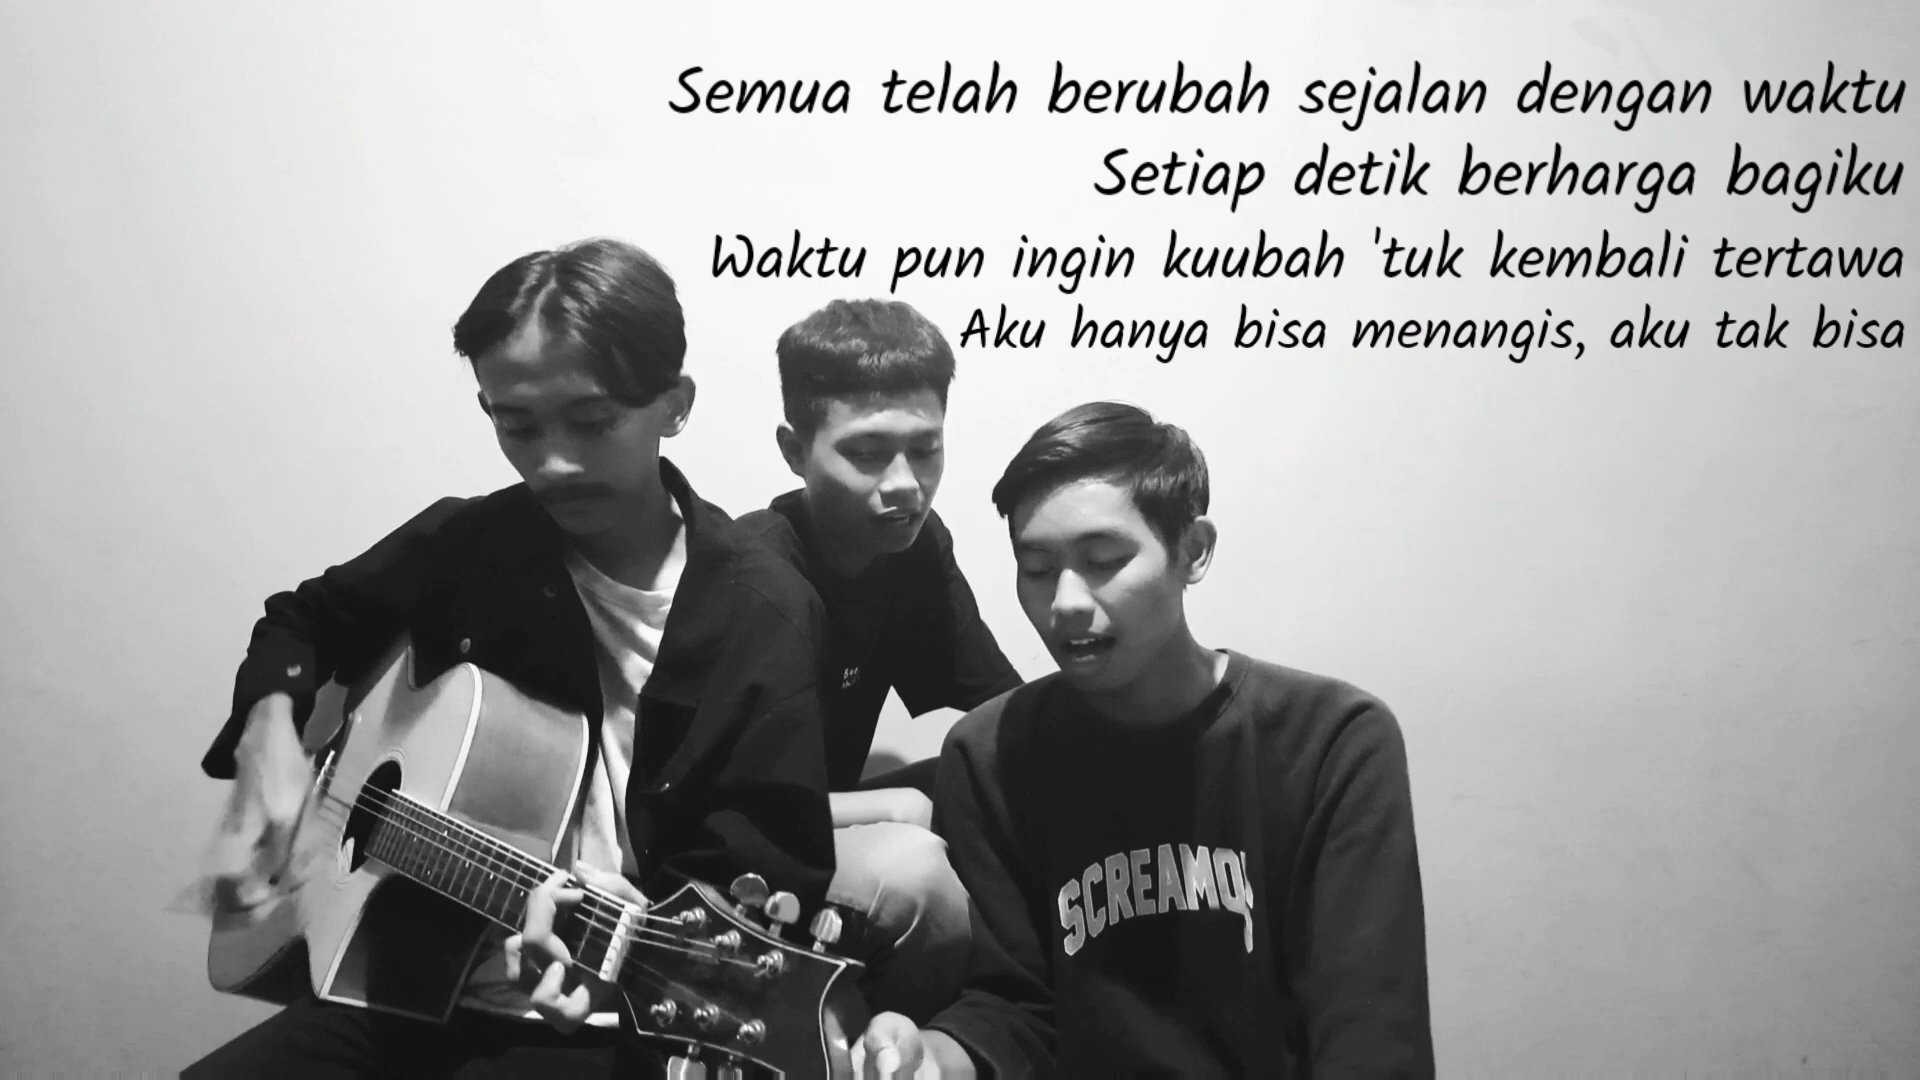 Semua telah berubah sejalan dengan waktu
Setiap detik berharga bagiku
Waktu pun ingin kuubah 'tuk kembali tertawa
Aku hanya bisa menangis, aku tak bisa